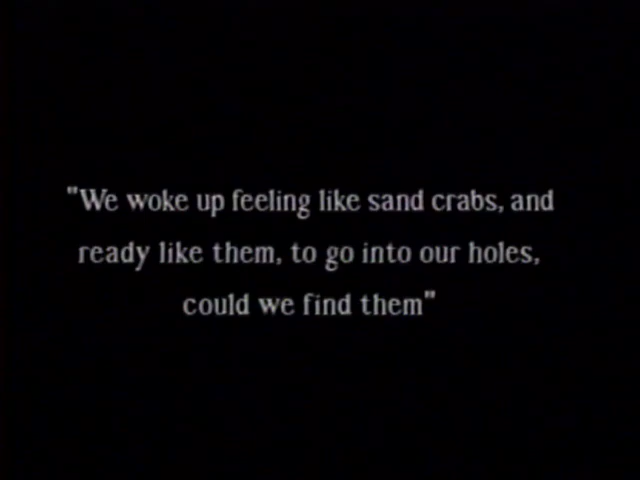 "We woke up feeling like sand crabs, and
ready like them, to go into our holes,
could we find them"